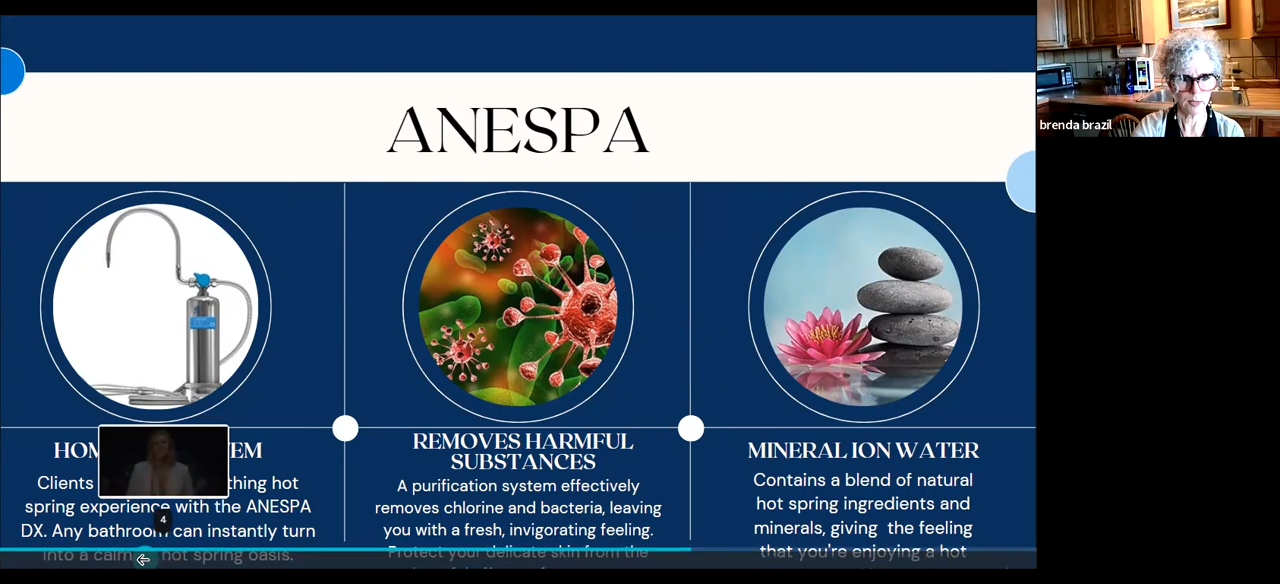 ANESPA
brenda brazil
HOM EM
Clients thing hot
spring experience with the ANESPA
DX. Any bathroom can instantly turn
into a calm hot spring oasis.
4
REMOVES HARMFUL
SUBSTANCES
A purification system effectively
removes chlorine and bacteria, leaving
you with a fresh, invigorating feeling.
Protect your delicate skin from the
MINERAL ION WATER
Contains a blend of natural
hot spring ingredients and
minerals, giving the feeling
that you're enjoying a hot